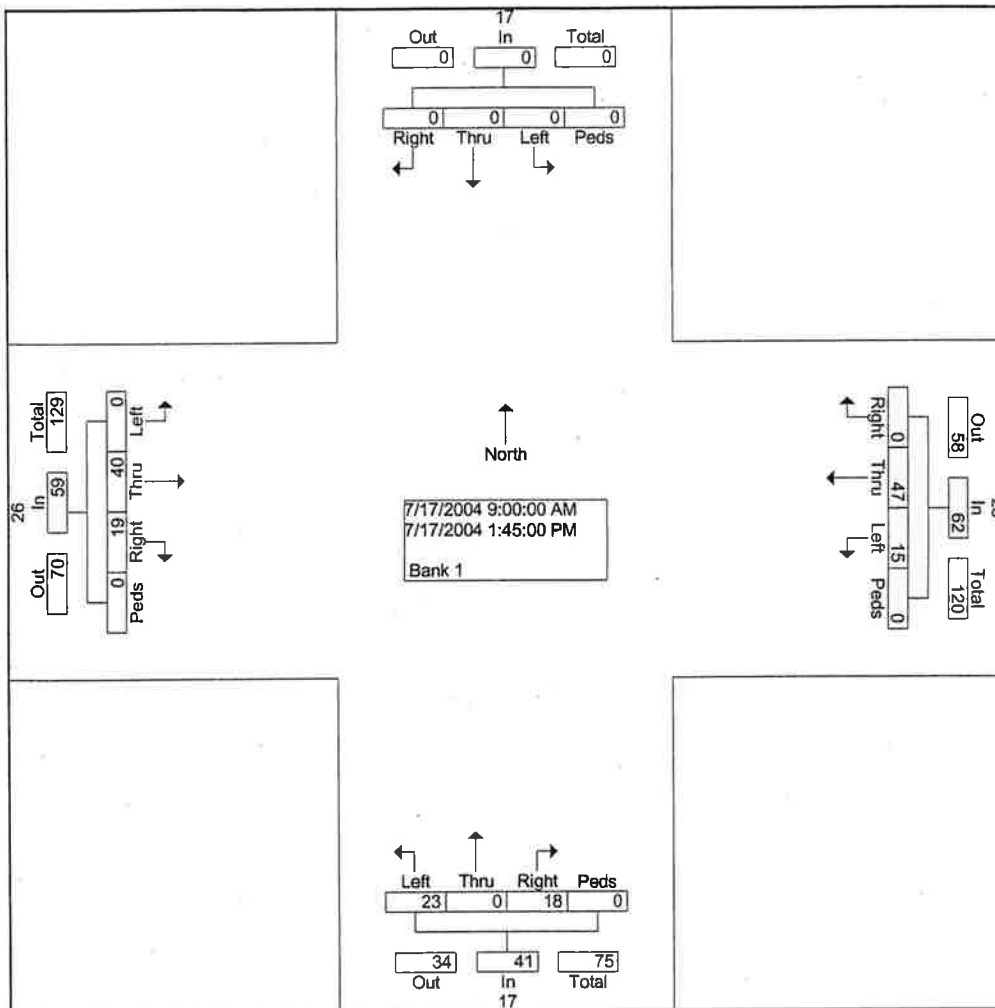 17
Out In Total
0 0 0
0 0 0 0
Right Thru Left Peds
Total 129
In 59
Out 70
26
0 Left
40 Thru
19 Right
0 Peds
North
7/17/2004 9:00:00 AM
7/17/2004 1:45:00 PM
Bank 1
Right 0
Thru 47
Left 15
Peds 0
Out 58
In 62
Total 120
Left Thru Right Peds
23 0 18 0
34 41 75
Out In Total
17